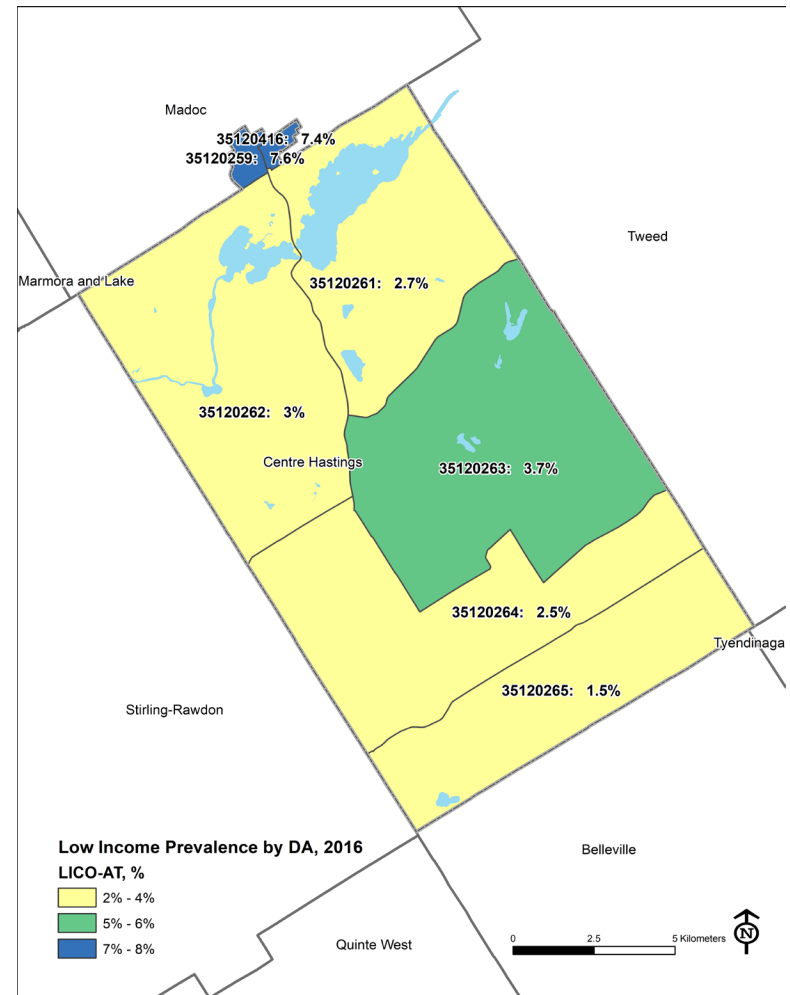 Madoc
35120416: 7.4%
35120259: 7.6%
Tweed
Marmora and Lake
35120261: 2.7%
35120262: 3%
Centre Hastings
35120263: 3.7%
35120264: 2.5%
Tyendinaga
35120265: 1.5%
Stirling-Rawdon
Low Income Prevalence by DA, 2016
LICO-AT, %
2% - 4%
5% - 6%
7% - 8%
Belleville
Quinte West
0 2.5 5 Kilometers
N